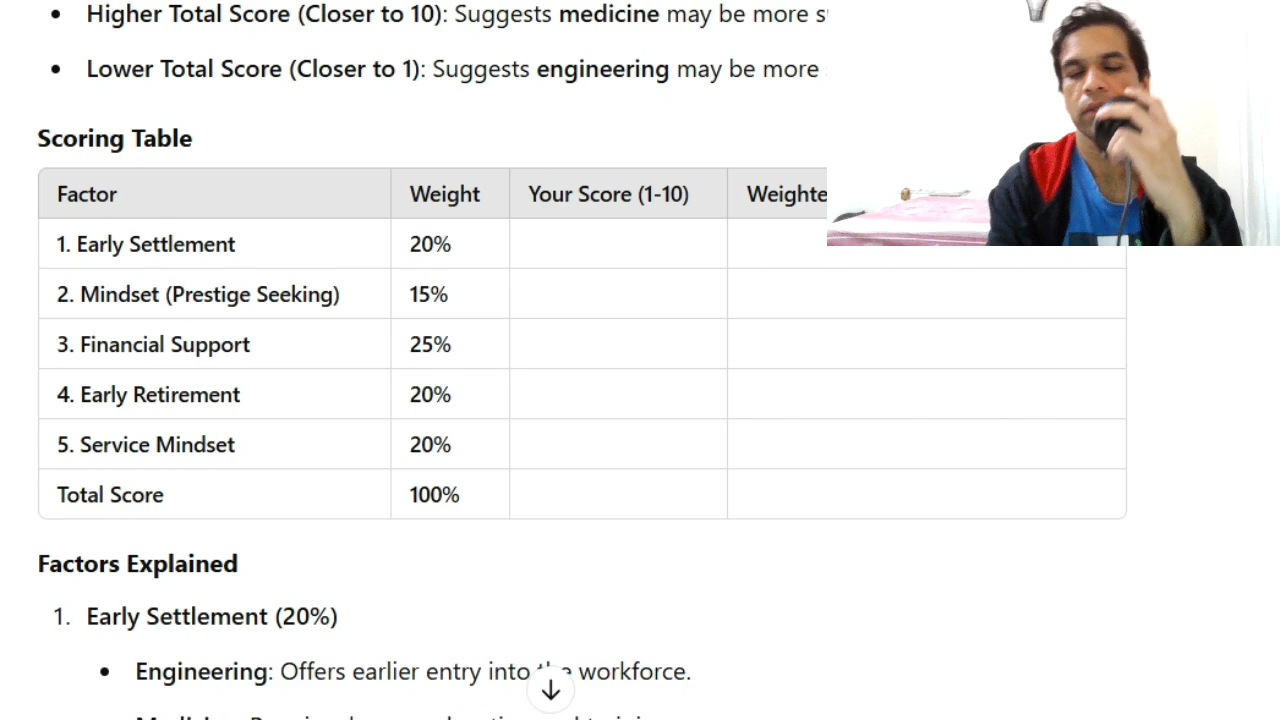 Higher Total Score (Closer to 10): Suggests medicine may be more
Lower Total Score (Closer to 1): Suggests engineering may be more
Scoring Table
Factor Weight Your Score (1-10) Weighte
1. Early Settlement 20%
2. Mindset (Prestige Seeking) 15%
3. Financial Support 25%
4. Early Retirement 20%
5. Service Mindset 20%
Total Score 100%
Factors Explained
1. Early Settlement (20%)
Engineering: Offers earlier entry into the workforce.